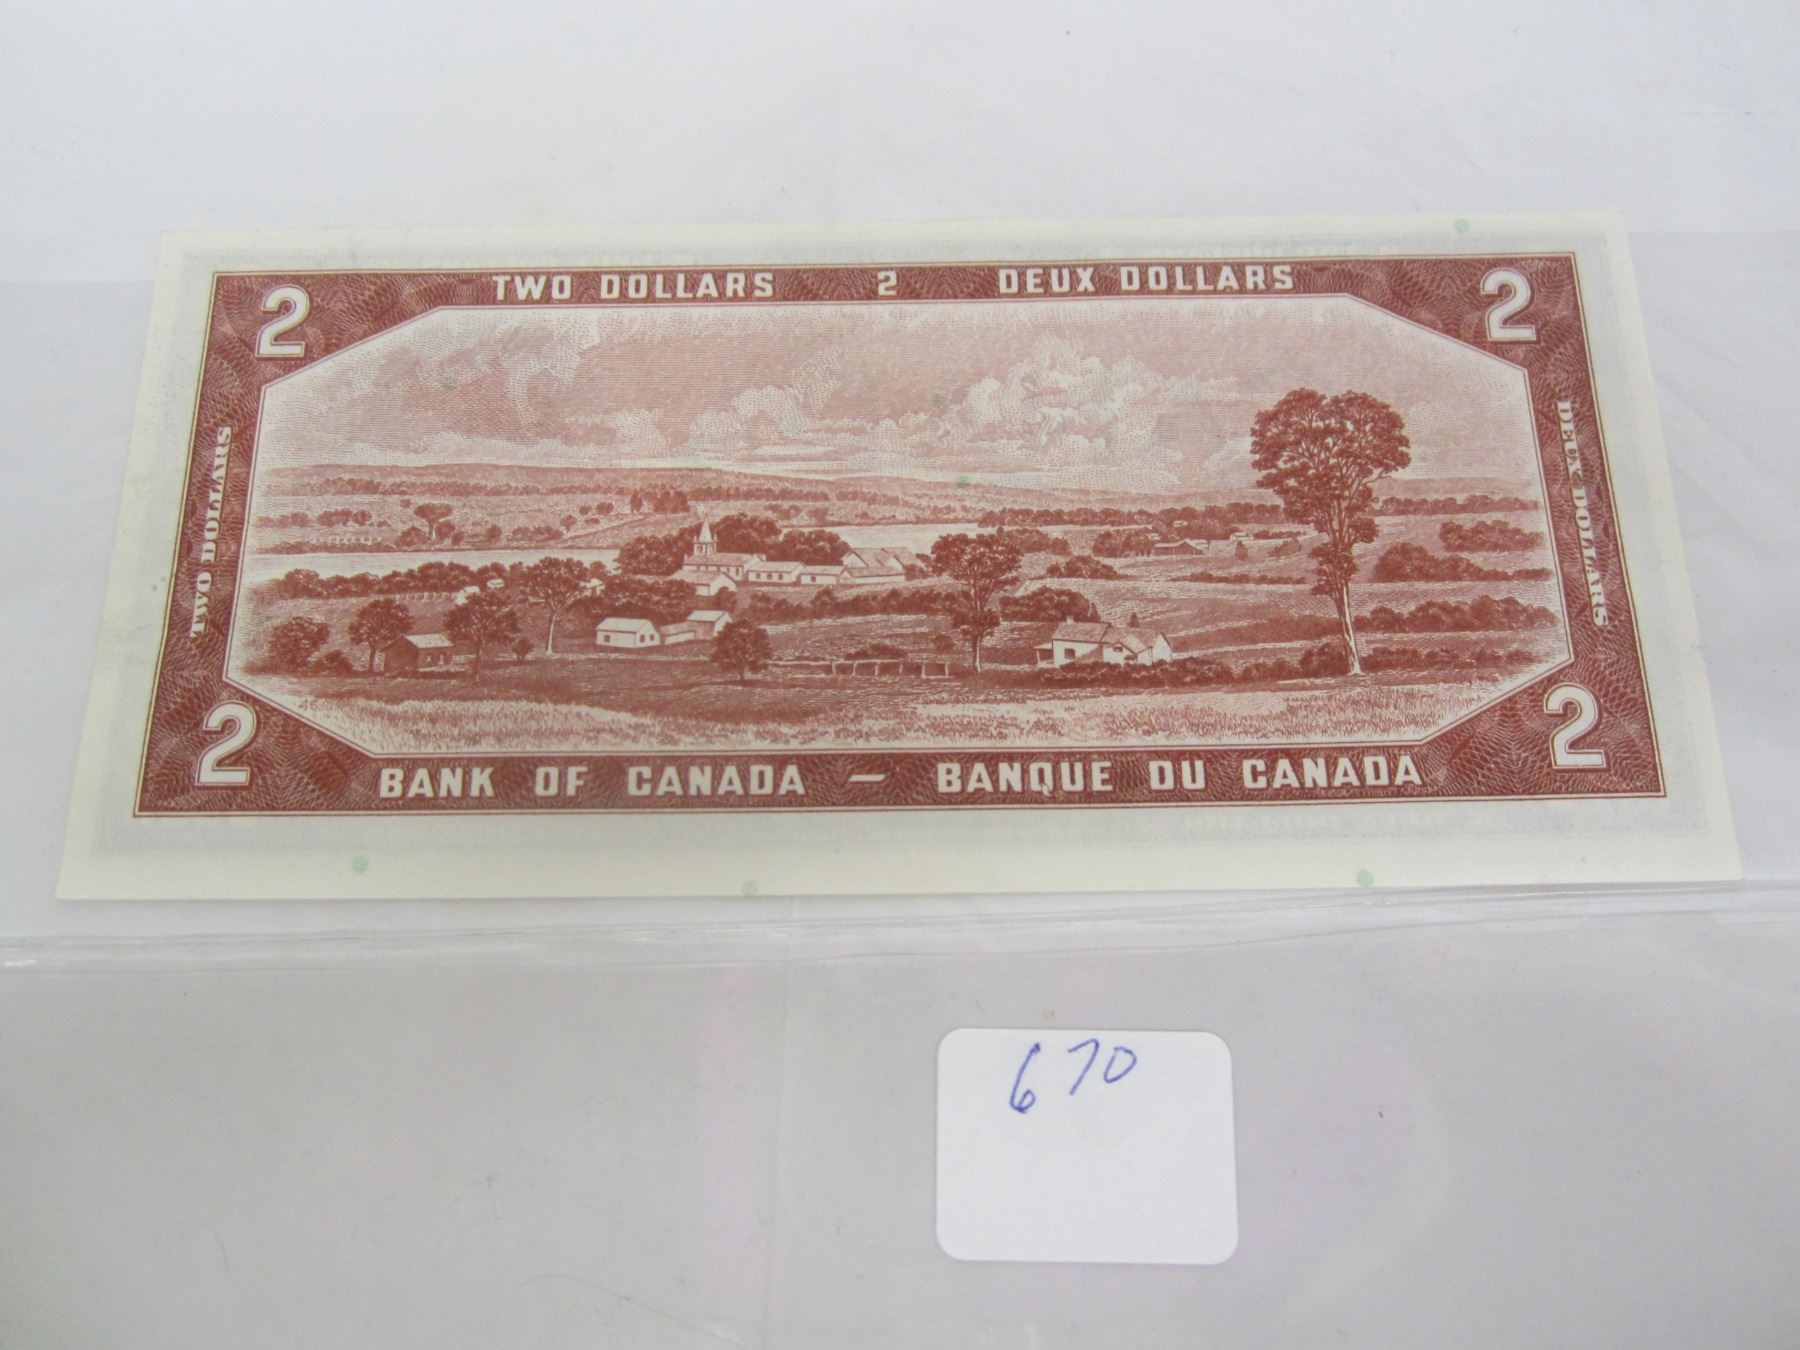 TWO DOLLARS 2 DEUX DOLLARS
2 2
TWO DOLLARS
DEUX DOLLARS
2 2
BANK OF CANADA — BANQUE DU CANADA
670